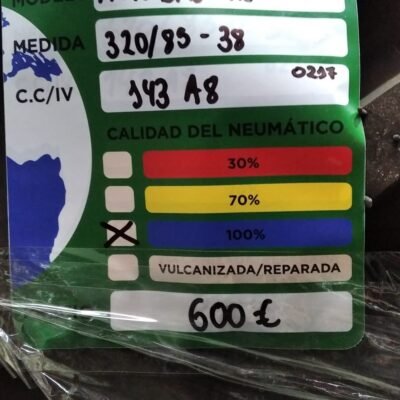 MEDIDA 320/85 - 38
0217
C.C/IV 143 A8
CALIDAD DEL NEUMÁTICO
30%
70%
X 100%
VULCANIZADA/REPARADA
600 €